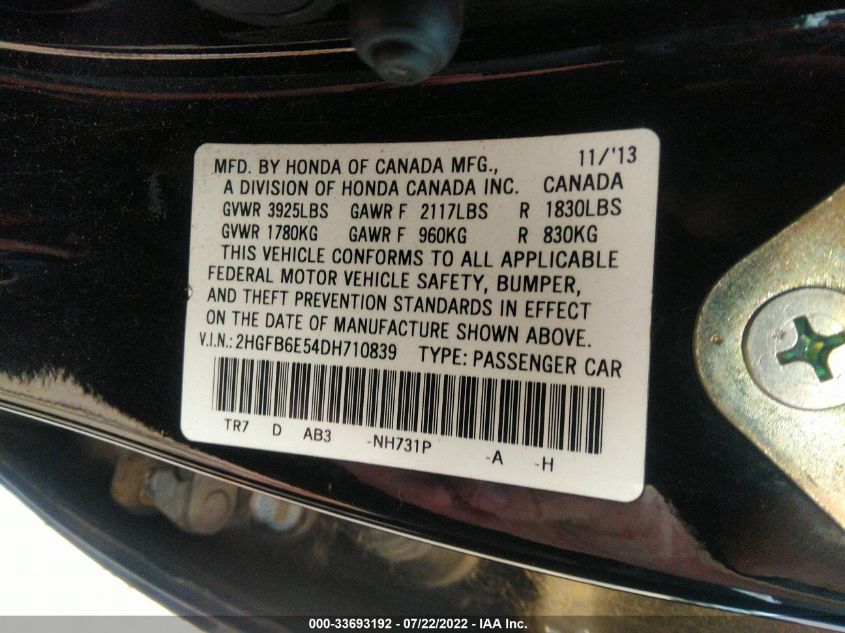 MFD. BY HONDA OF CANADA MFG., 11/'13
A DIVISION OF HONDA CANADA INC. CANADA
GVWR 3925LBS GAWR F 2117LBS R 1830LBS
GVWR 1780KG GAWR F 960KG R 830KG
THIS VEHICLE CONFORMS TO ALL APPLICABLE
FEDERAL MOTOR VEHICLE SAFETY, BUMPER,
AND THEFT PREVENTION STANDARDS IN EFFECT
ON THE DATE OF MANUFACTURE SHOWN ABOVE.
V.I.N.: 2HGFB6E54DH710839 TYPE: PASSENGER CAR
TR7 D AB3 -NH731P -A -H
000-33693192 - 07/22/2022 - IAA Inc.